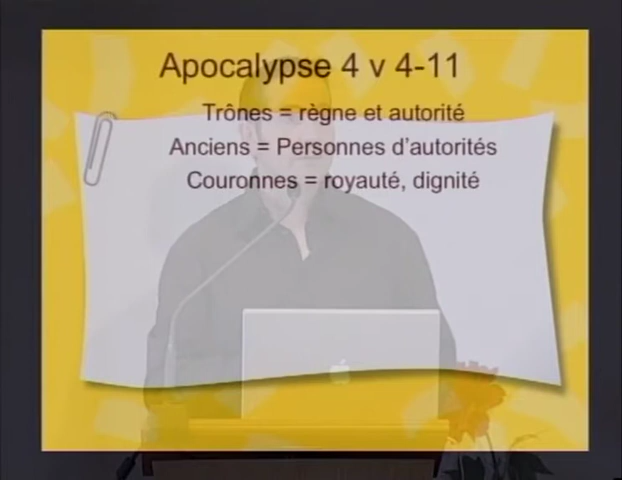 Apocalypse 4 v 4-11
Trônes = règne et autorité
Anciens = Personnes d'autorités
Couronnes = royauté, dignité